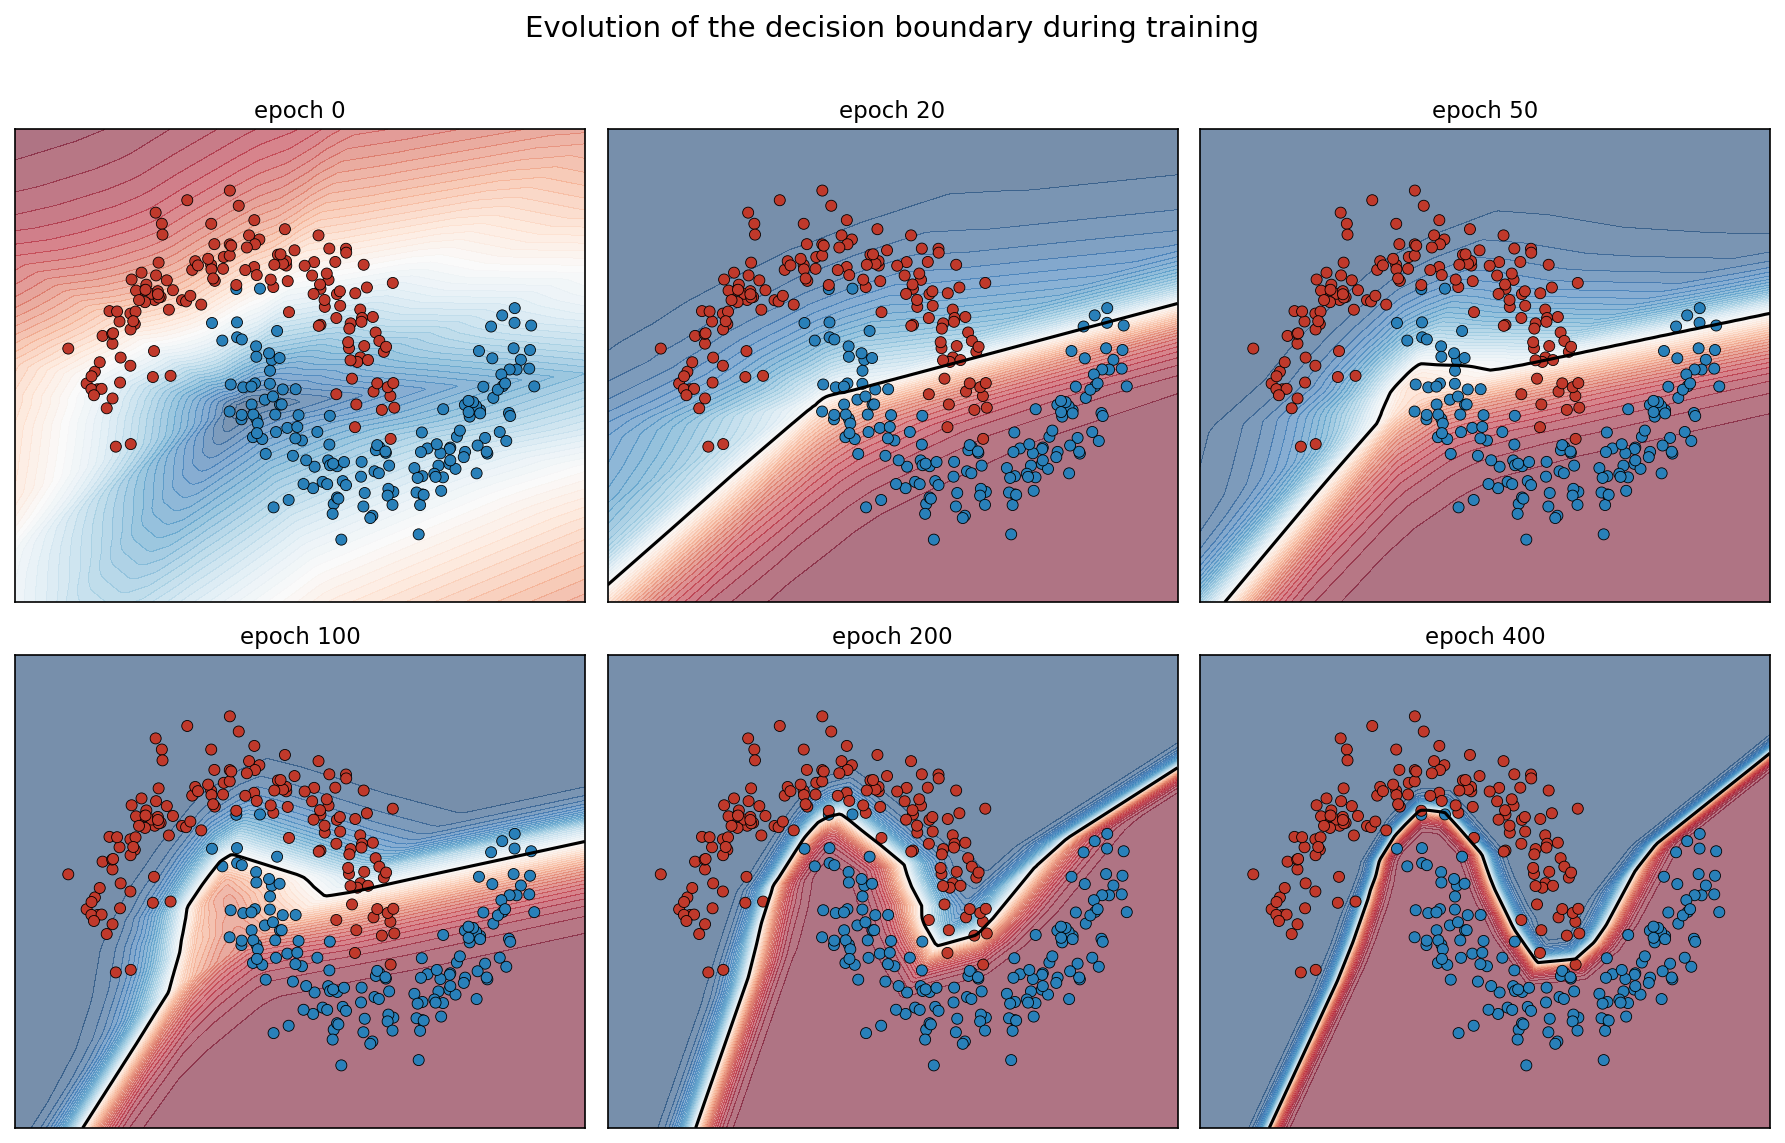 Evolution of the decision boundary during training
epoch 0
epoch 20
epoch 50
epoch 100
epoch 200
epoch 400